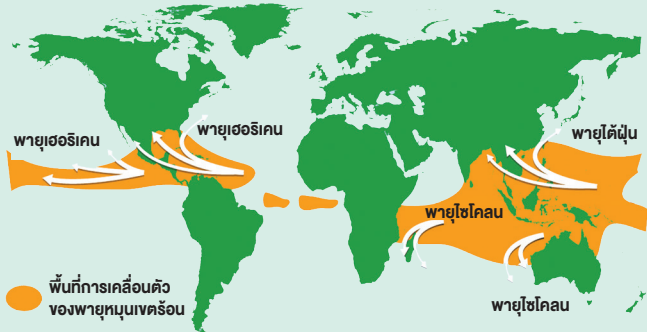 พายุเฮอริเคน
พายุเฮอริเคน
พายุไต้ฝุ่น
พายุไซโคลน
พายุไซโคลน
พื้นที่การเคลื่อนตัว
ของพายุหมุนเขตร้อน